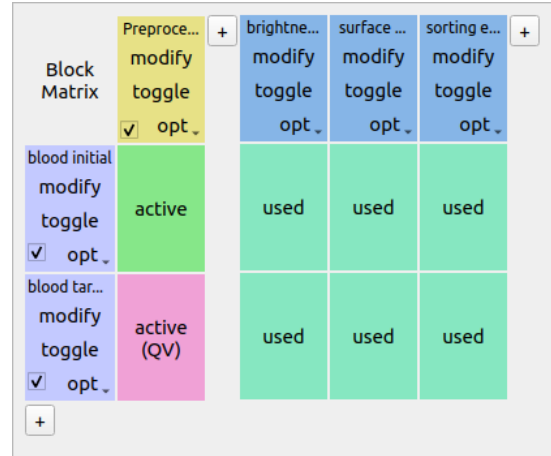 Block
Matrix
Preproce...
modify
toggle
opt
+
brightne...
modify
toggle
opt
surface ...
modify
toggle
opt
sorting e...
modify
toggle
opt
+
blood initial
modify
toggle
opt
active
used
used
used
blood tar...
modify
toggle
opt
active
(QV)
used
used
used
+